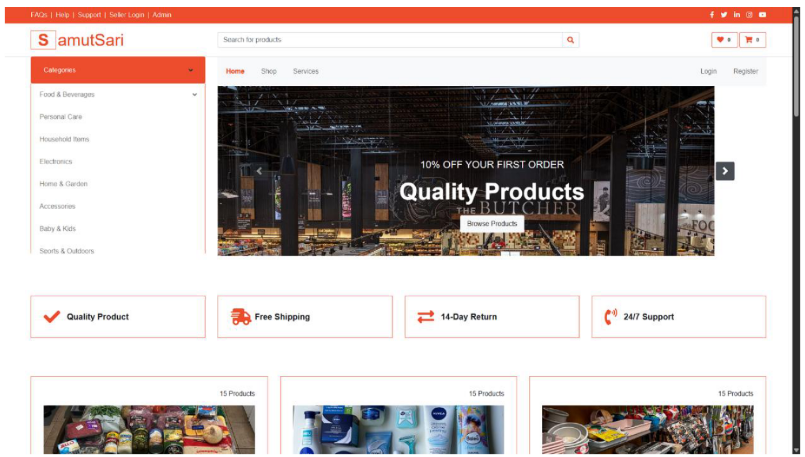 FAQs | Help | Support | Seller Login | Admin
S amutSari
Search for products
0
0
Categories
Home Shop Services
Login Register
Food & Beverages
Personal Care
Household Items
Electronics
Home & Garden
Accessories
Baby & Kids
Sports & Outdoors
10% OFF YOUR FIRST ORDER
Quality Products
THE BUTCHER
Browse Products
Quality Product
Free Shipping
14-Day Return
24/7 Support
15 Products
15 Products
15 Products
NIVEA